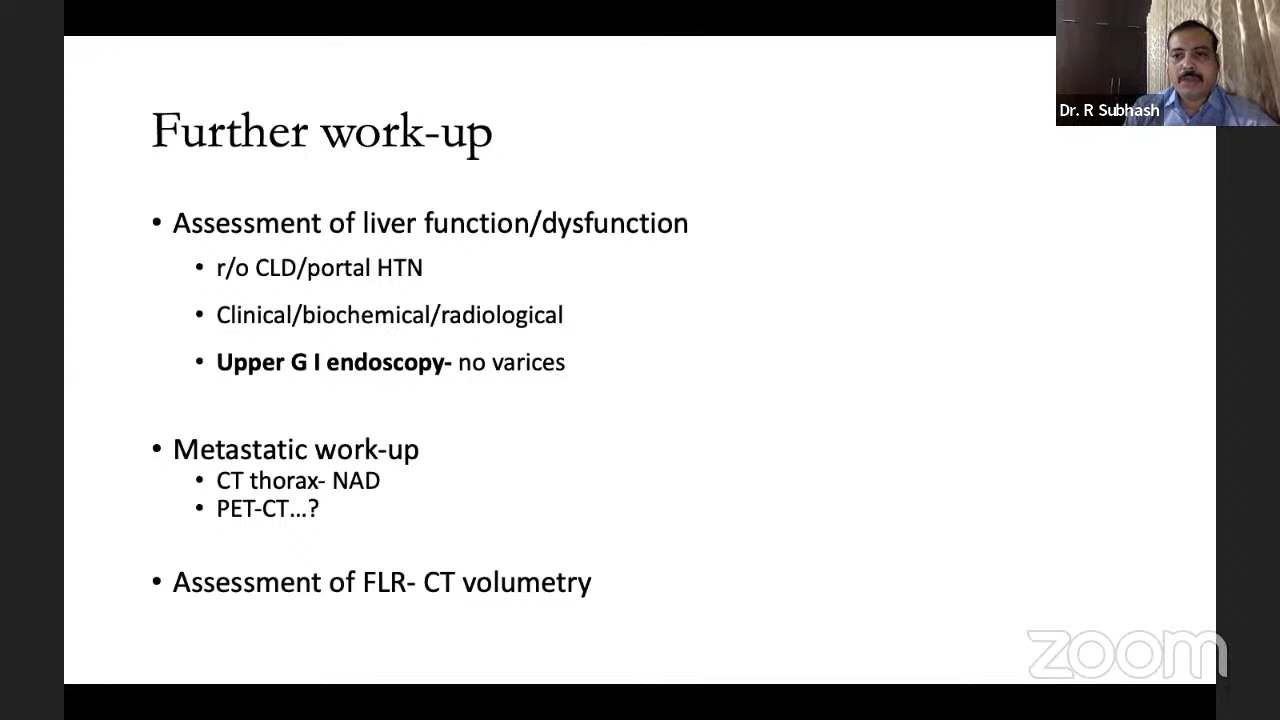 Dr. R Subhash
Further work-up
• Assessment of liver function/dysfunction
• r/o CLD/portal HTN
• Clinical/biochemical/radiological
• Upper G I endoscopy- no varices
• Metastatic work-up
• CT thorax- NAD
• PET-CT...?
• Assessment of FLR- CT volumetry
zoom